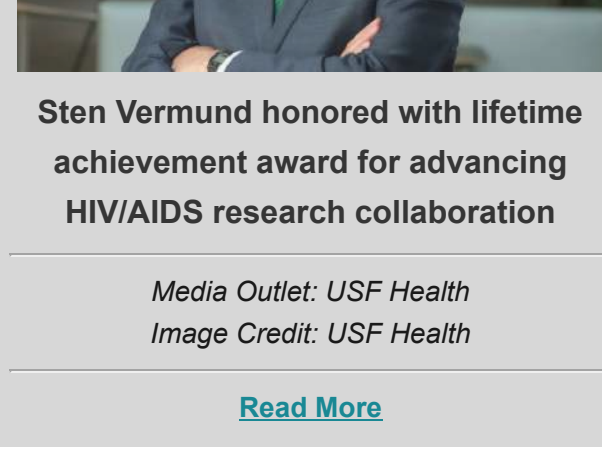 Sten Vermund honored with lifetime
achievement award for advancing
HIV/AIDS research collaboration
Media Outlet: USF Health
Image Credit: USF Health
Read More